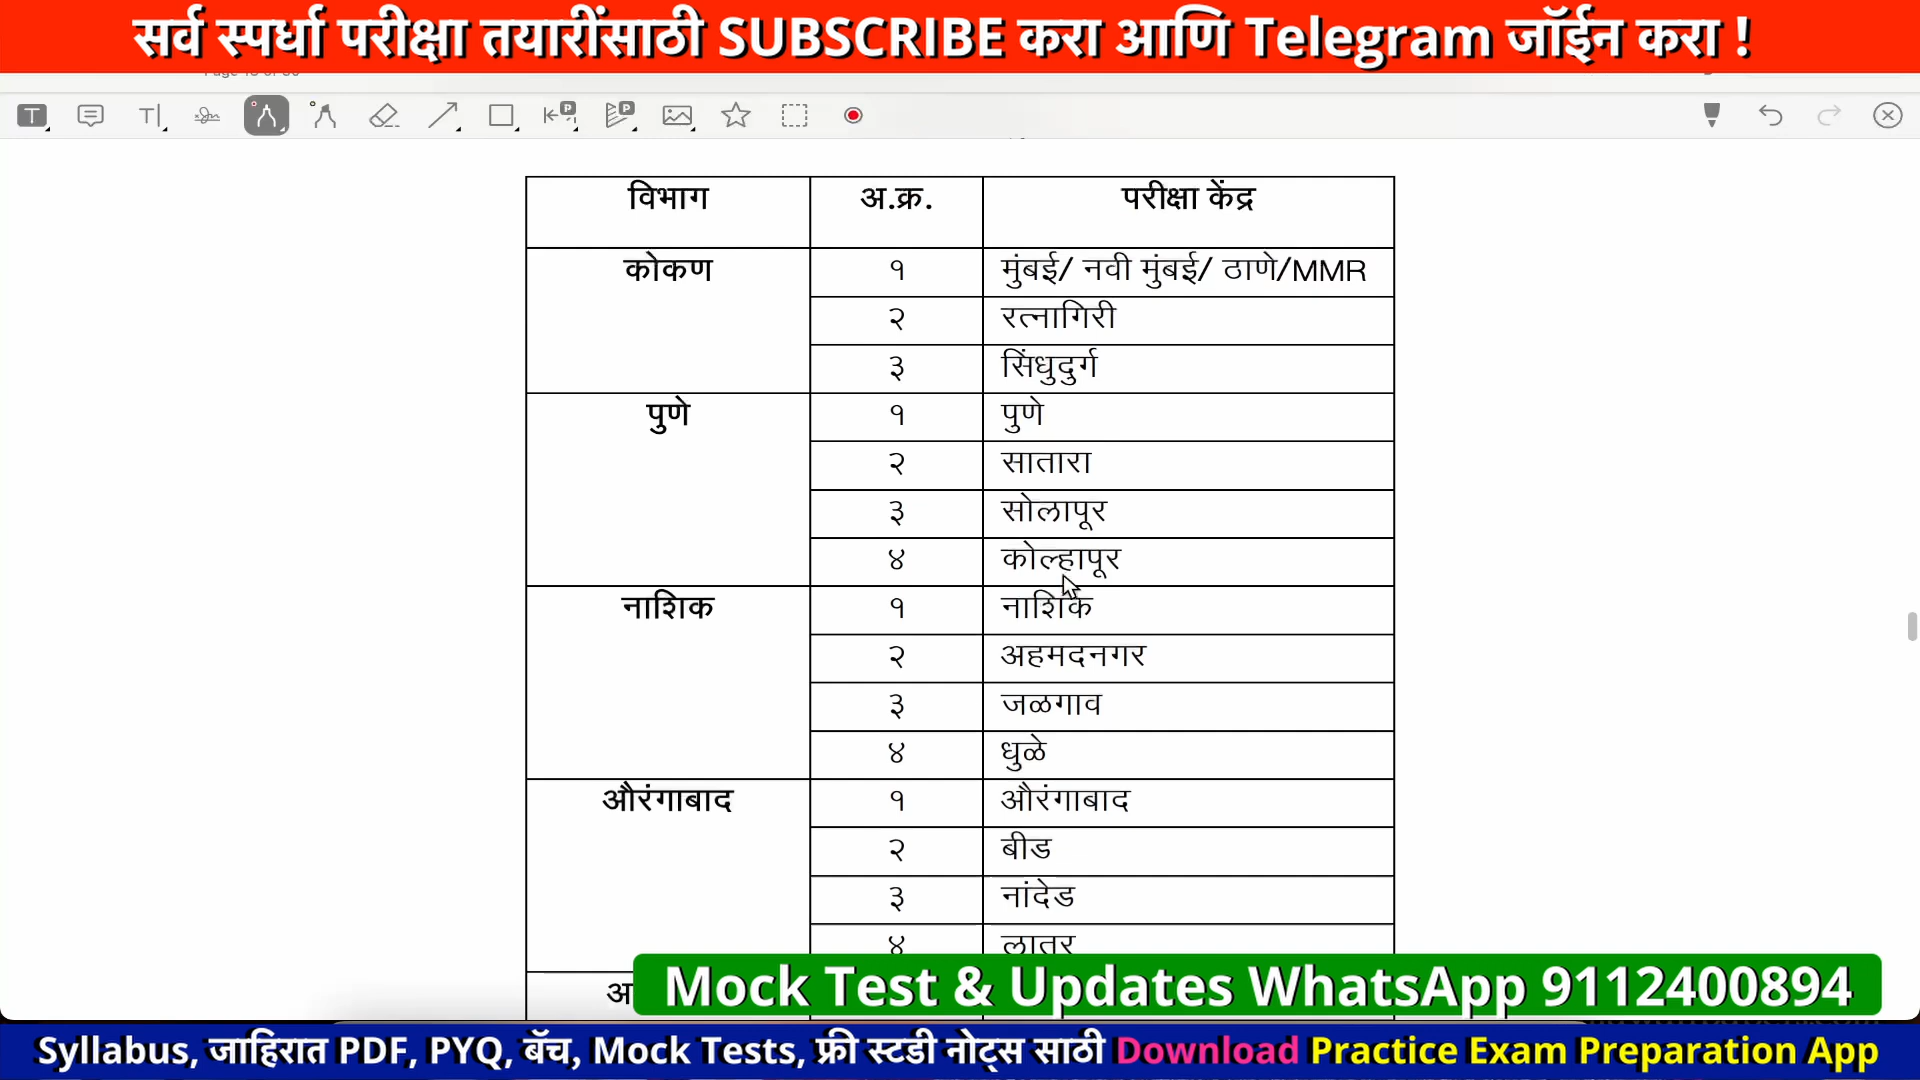 सर्व स्पर्धा परीक्षा तयारींसाठी SUBSCRIBE करा आणि Telegram जॉईन करा !
विभाग अ.क्र. परीक्षा केंद्र
कोकण १ मुंबई/ नवी मुंबई/ ठाणे/MMR
२ रत्नागिरी
३ सिंधुदुर्ग
पुणे १ पुणे
२ सातारा
३ सोलापूर
४ कोल्हापूर
नाशिक १ नाशिक
२ अहमदनगर
३ जळगाव
४ धुळे
औरंगाबाद १ औरंगाबाद
२ बीड
३ नांदेड
४ लातूर
Mock Test & Updates WhatsApp 9112400894
Syllabus, जाहिरात PDF, PYQ, बॅच, Mock Tests, फ्री स्टडी नोट्स साठी Download Practice Exam Preparation App